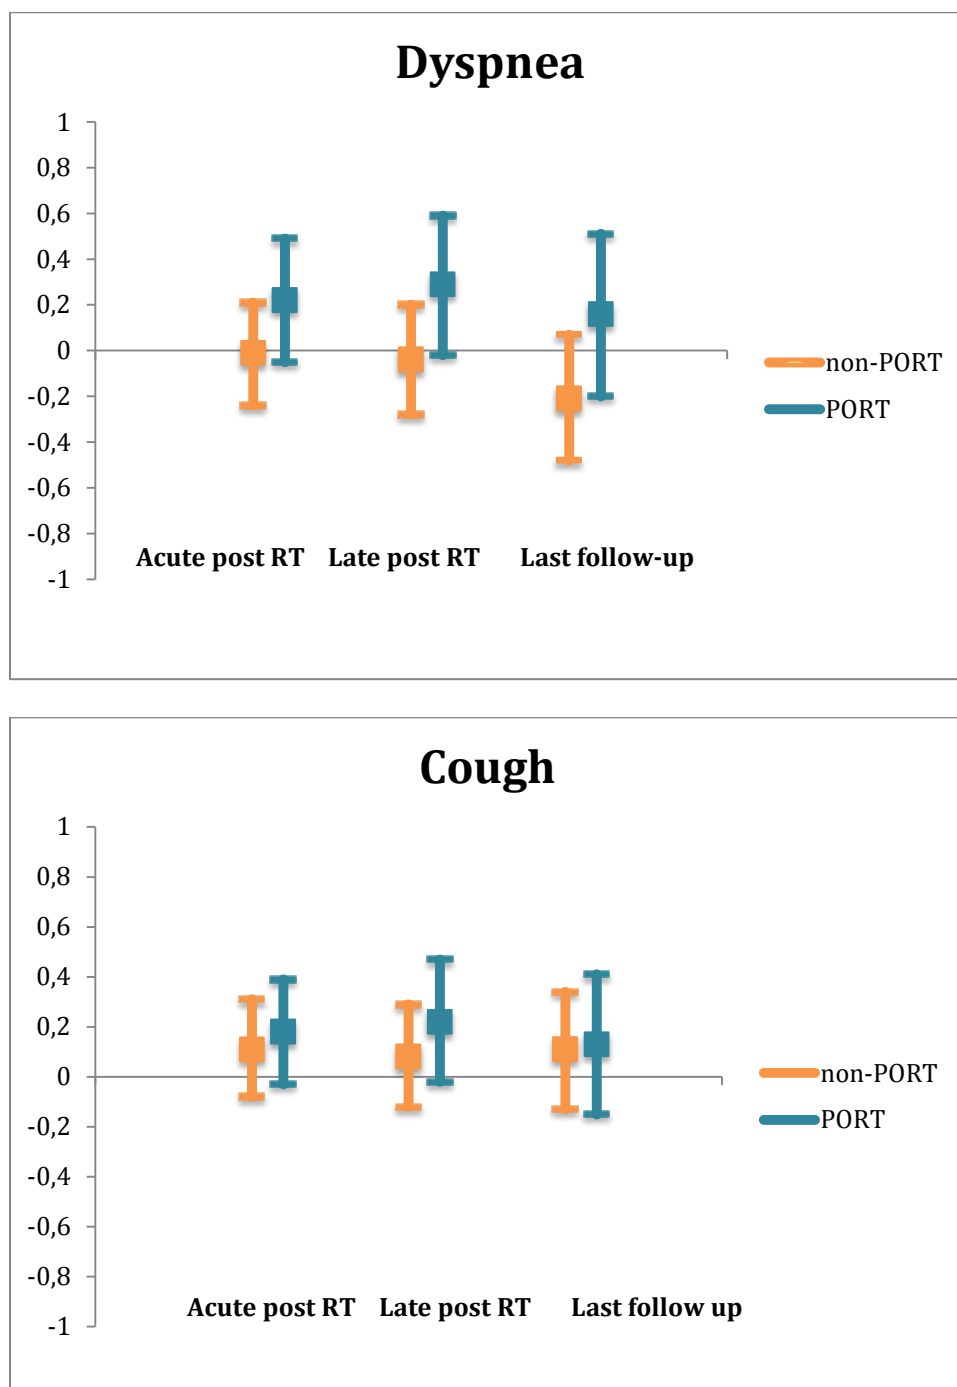 Dyspnea
1
0,8
0,6
0,4
0,2
0
-0,2
-0,4
-0,6
-0,8
-1
Acute post RT Late post RT Last follow-up
non-PORT
PORT
Cough
1
0,8
0,6
0,4
0,2
0
-0,2
-0,4
-0,6
-0,8
-1
Acute post RT Late post RT Last follow up
non-PORT
PORT